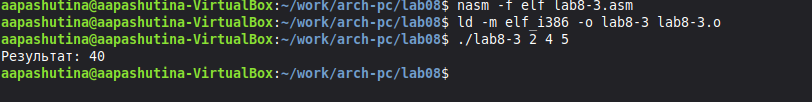 aapashutina@aapashutina-VirtualBox:~/work/arch-pc/lab08$ nasm -f elf lab8-3.asm
aapashutina@aapashutina-VirtualBox:~/work/arch-pc/lab08$ ld -m elf_i386 -o lab8-3 lab8-3.o
aapashutina@aapashutina-VirtualBox:~/work/arch-pc/lab08$ ./lab8-3 2 4 5
Результат: 40
aapashutina@aapashutina-VirtualBox:~/work/arch-pc/lab08$